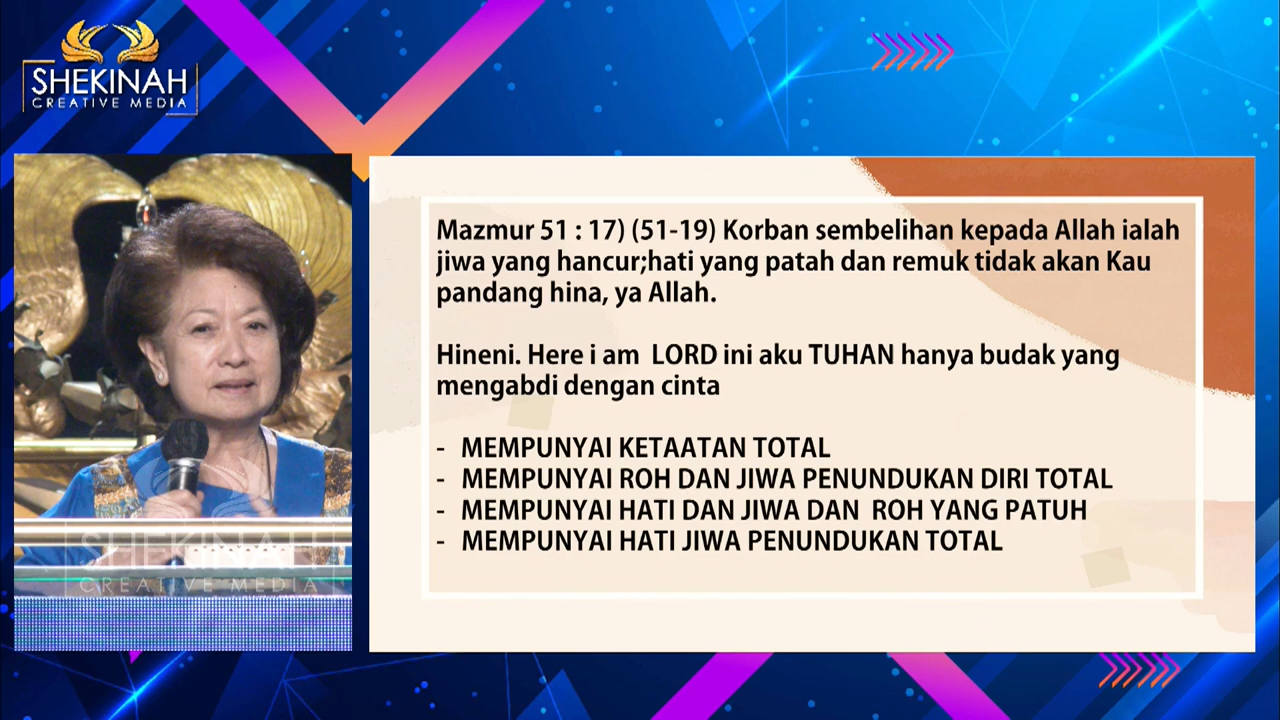 SHEKINAH
CREATIVE MEDIA
Mazmur 51 : 17) (51-19) Korban sembelihan kepada Allah ialah
jiwa yang hancur;hati yang patah dan remuk tidak akan Kau
pandang hina, ya Allah.
Hineni. Here i am  LORD ini aku TUHAN hanya budak yang
mengabdi dengan cinta
-  MEMPUNYAI KETAATAN TOTAL
-  MEMPUNYAI ROH DAN JIWA PENUNDUKAN DIRI TOTAL
-  MEMPUNYAI HATI DAN JIWA DAN  ROH YANG PATUH
-  MEMPUNYAI HATI JIWA PENUNDUKAN TOTAL
SHEKINAH
CREATIVE MEDIA